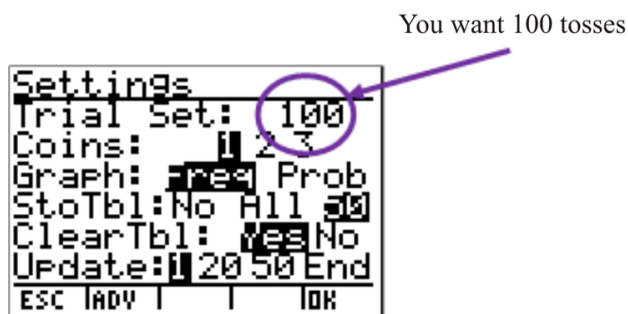 You want 100 tosses
Settings
Trial Set: 100
Coins: 1 2 3
Graph: Freq Prob
StoTbl:No All 50
ClearTbl: Yes No
Update:1 20 50 End
ESC ADV OK